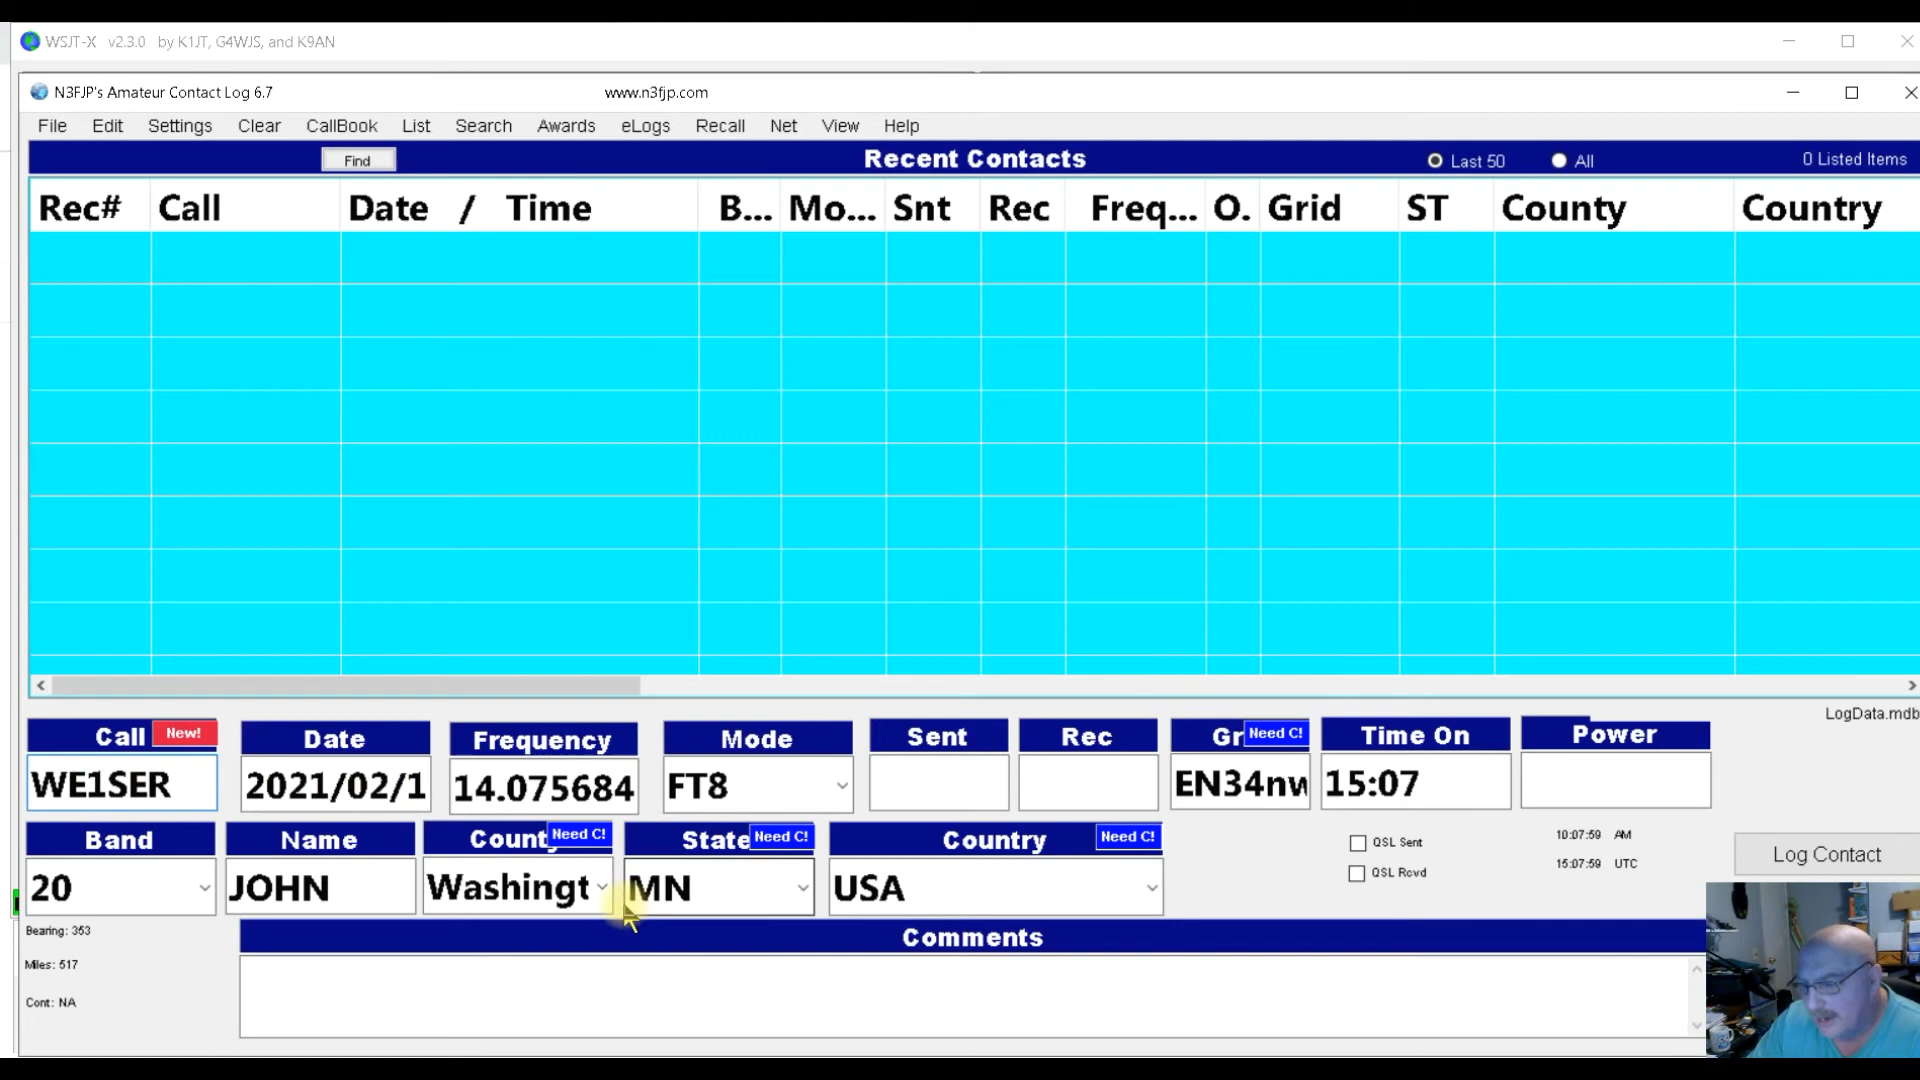 WSJT-X v2.3.0 by K1JT, G4WJS, and K9AN
N3FJP's Amateur Contact Log 6.7 www.n3fjp.com
File Edit Settings Clear CallBook List Search Awards eLogs Recall Net View Help
Find Recent Contacts Last 50 All 0 Listed Items
Rec# Call Date / Time B... Mo... Snt Rec Freq... O. Grid ST County Country
LogData.mdb
Call New! Date Frequency Mode Sent Rec Gr Need C! Time On Power
WE1SER 2021/02/1 14.075684 FT8 EN34nw 15:07
Band Name County Need C! State Need C! Country Need C!
QSL Sent 10:07:59 AM
QSL Rcvd 15:07:59 UTC
Log Contact
20 JOHN Washingt MN USA
Bearing: 353
Comments
Miles: 517
Cont: NA